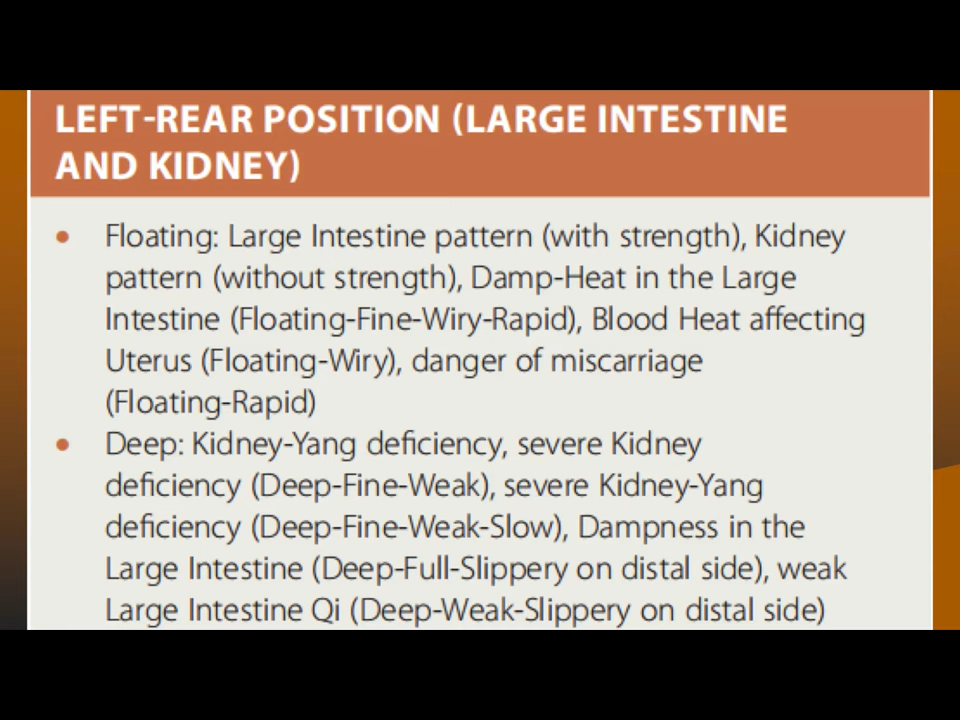 LEFT-REAR POSITION (LARGE INTESTINE
AND KIDNEY)
• Floating: Large Intestine pattern (with strength), Kidney
pattern (without strength), Damp-Heat in the Large
Intestine (Floating-Fine-Wiry-Rapid), Blood Heat affecting
Uterus (Floating-Wiry), danger of miscarriage
(Floating-Rapid)
• Deep: Kidney-Yang deficiency, severe Kidney
deficiency (Deep-Fine-Weak), severe Kidney-Yang
deficiency (Deep-Fine-Weak-Slow), Dampness in the
Large Intestine (Deep-Full-Slippery on distal side), weak
Large Intestine Qi (Deep-Weak-Slippery on distal side)